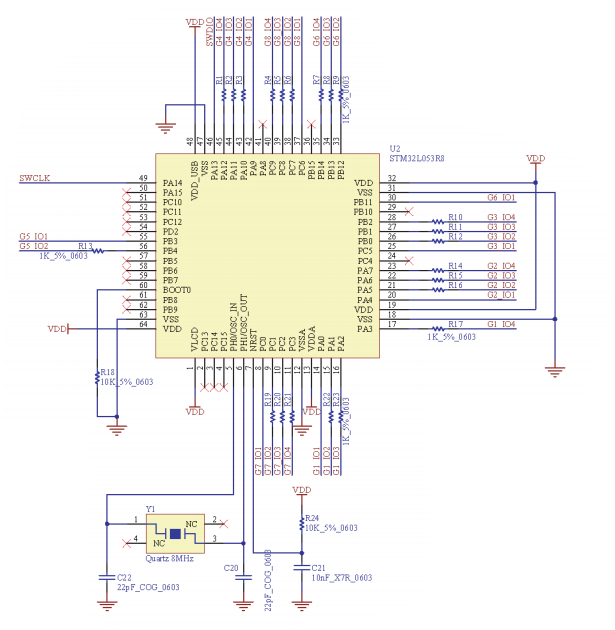 VDD
SWDIO
G4_IO4
G4_IO3
G4_IO2
G4_IO1
G8_IO4
G8_IO3
G8_IO2
G8_IO1
G6_IO4
G6_IO3
G6_IO2
R1
R2
R3
R4
R5
R6
R7
R8
R9
1K_5%_0603
48
47
46
45
44
43
42
41
40
39
38
37
36
35
34
33
VDD_USB
VSS
PA13
PA12
PA11
PA10
PA9
PA8
PC9
PC8
PC7
PC6
PB15
PB14
PB13
PB12
U2
STM32L053R8
SWCLK
49 PA14
50 PA15
51 PC10
52 PC11
53 PC12
54 PD2
G5_IO1 55 PB3
G5_IO2 R13 56 PB4
1K_5%_0603
57 PB5
58 PB6
59 PB7
60 BOOT0
61 PB8
62 PB9
63 VSS
VDD 64 VDD
VDD
VDD 32
VSS 31
PB11 30 G6_IO1
PB10 29
PB2 28 R10 G3_IO4
PB1 27 R11 G3_IO3
PB0 26 R12 G3_IO2
PC5 25 G3_IO1
PC4 24
PA7 23 R14 G2_IO4
PA6 22 R15 G2_IO3
PA5 21 R16 G2_IO2
PA4 20 G2_IO1
VDD 19
VSS 18
PA3 17 R17 G1_IO4
1K_5%_0603
VLCD
PC13
PC14
PC15
PH0/OSC_IN
PH1/OSC_OUT
NRST
PC0
PC1
PC2
PC3
VSSA
VDDA
PA0
PA1
PA2
1
2
3
4
5
6
7
8
9
10
11
12
13
14
15
16
R18
10K_5%_0603
VDD
VDD
R19
R20
R21
R22
R23
1K_5%_0603
G7_IO1
G7_IO2
G7_IO3
G7_IO4
G1_IO1
G1_IO2
G1_IO3
VDD
Y1
1 NC 2
4 NC 3
Quartz 8MHz
R24
10K_5%_0603
C22
22pF_COG_0603
C20
22pF_COG_0603
C21
10nF_X7R_0603